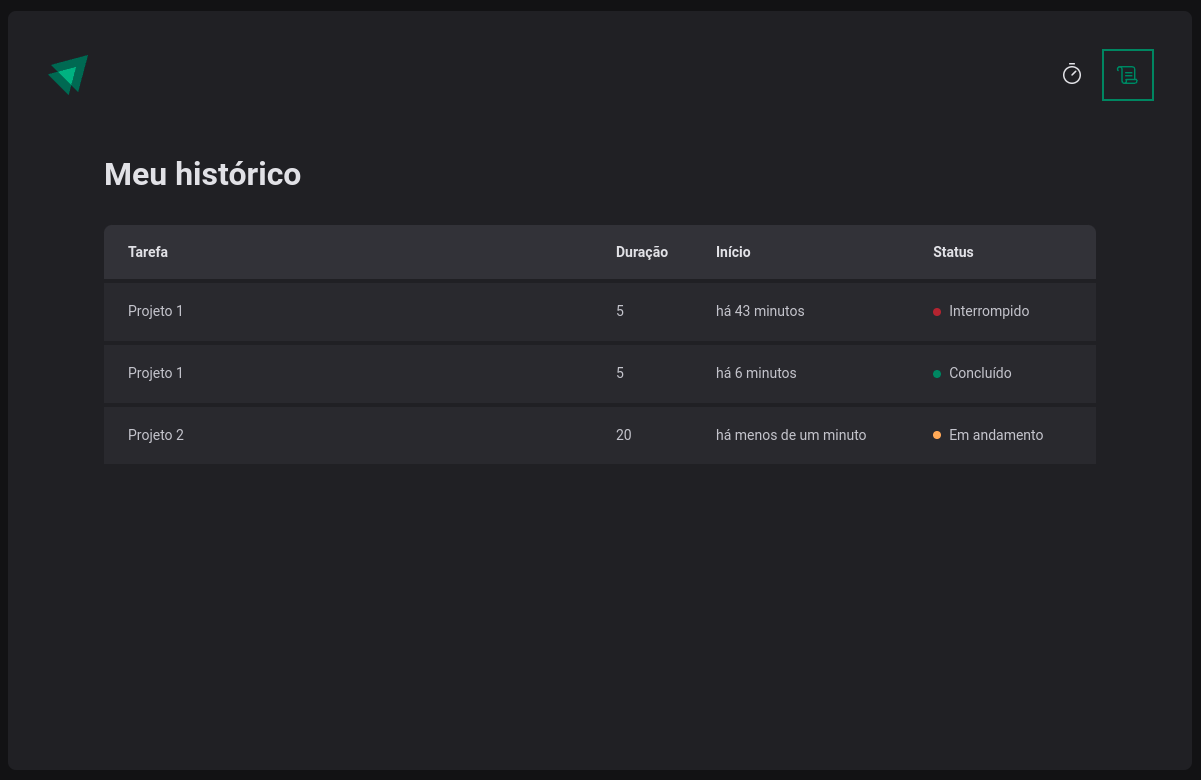 Meu histórico
Tarefa Duração Início Status
Projeto 1 5 há 43 minutos Interrompido
Projeto 1 5 há 6 minutos Concluído
Projeto 2 20 há menos de um minuto Em andamento